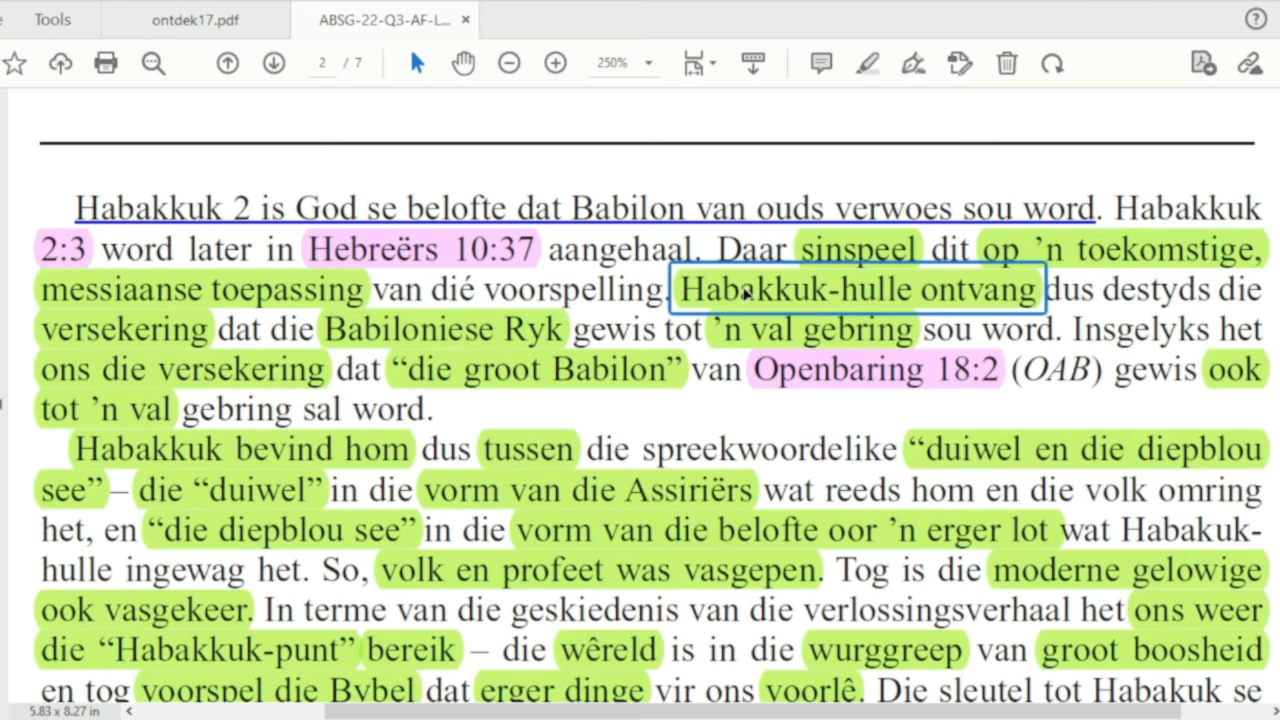 Tools
ontdek17.pdf
ABSG-22-Q3-AF-L...
2 / 7
250%
Habakkuk 2 is God se belofte dat Babilon van ouds verwoes sou word. Habakkuk
2:3 word later in Hebreërs 10:37 aangehaal. Daar sinspeel dit op ’n toekomstige,
messiaanse toepassing van dié voorspelling. Habakkuk-hulle ontvang dus destyds die
versekering dat die Babiloniese Ryk gewis tot ’n val gebring sou word. Insgelyks het
ons die versekering dat “die groot Babilon” van Openbaring 18:2 (OAB) gewis ook
tot ’n val gebring sal word.
Habakkuk bevind hom dus tussen die spreekwoordelike “duiwel en die diepblou
see” – die “duiwel” in die vorm van die Assiriërs wat reeds hom en die volk omring
het, en “die diepblou see” in die vorm van die belofte oor ’n erger lot wat Habakuk-
hulle ingewag het. So, volk en profeet was vasgepen. Tog is die moderne gelowige
ook vasgekeer. In terme van die geskiedenis van die verlossingsverhaal het ons weer
die “Habakkuk-punt” bereik – die wêreld is in die wurggreep van groot boosheid
en tog voorspel die Bybel dat erger dinge vir ons voorlê. Die sleutel tot Habakuk se
5.83 x 8.27 in